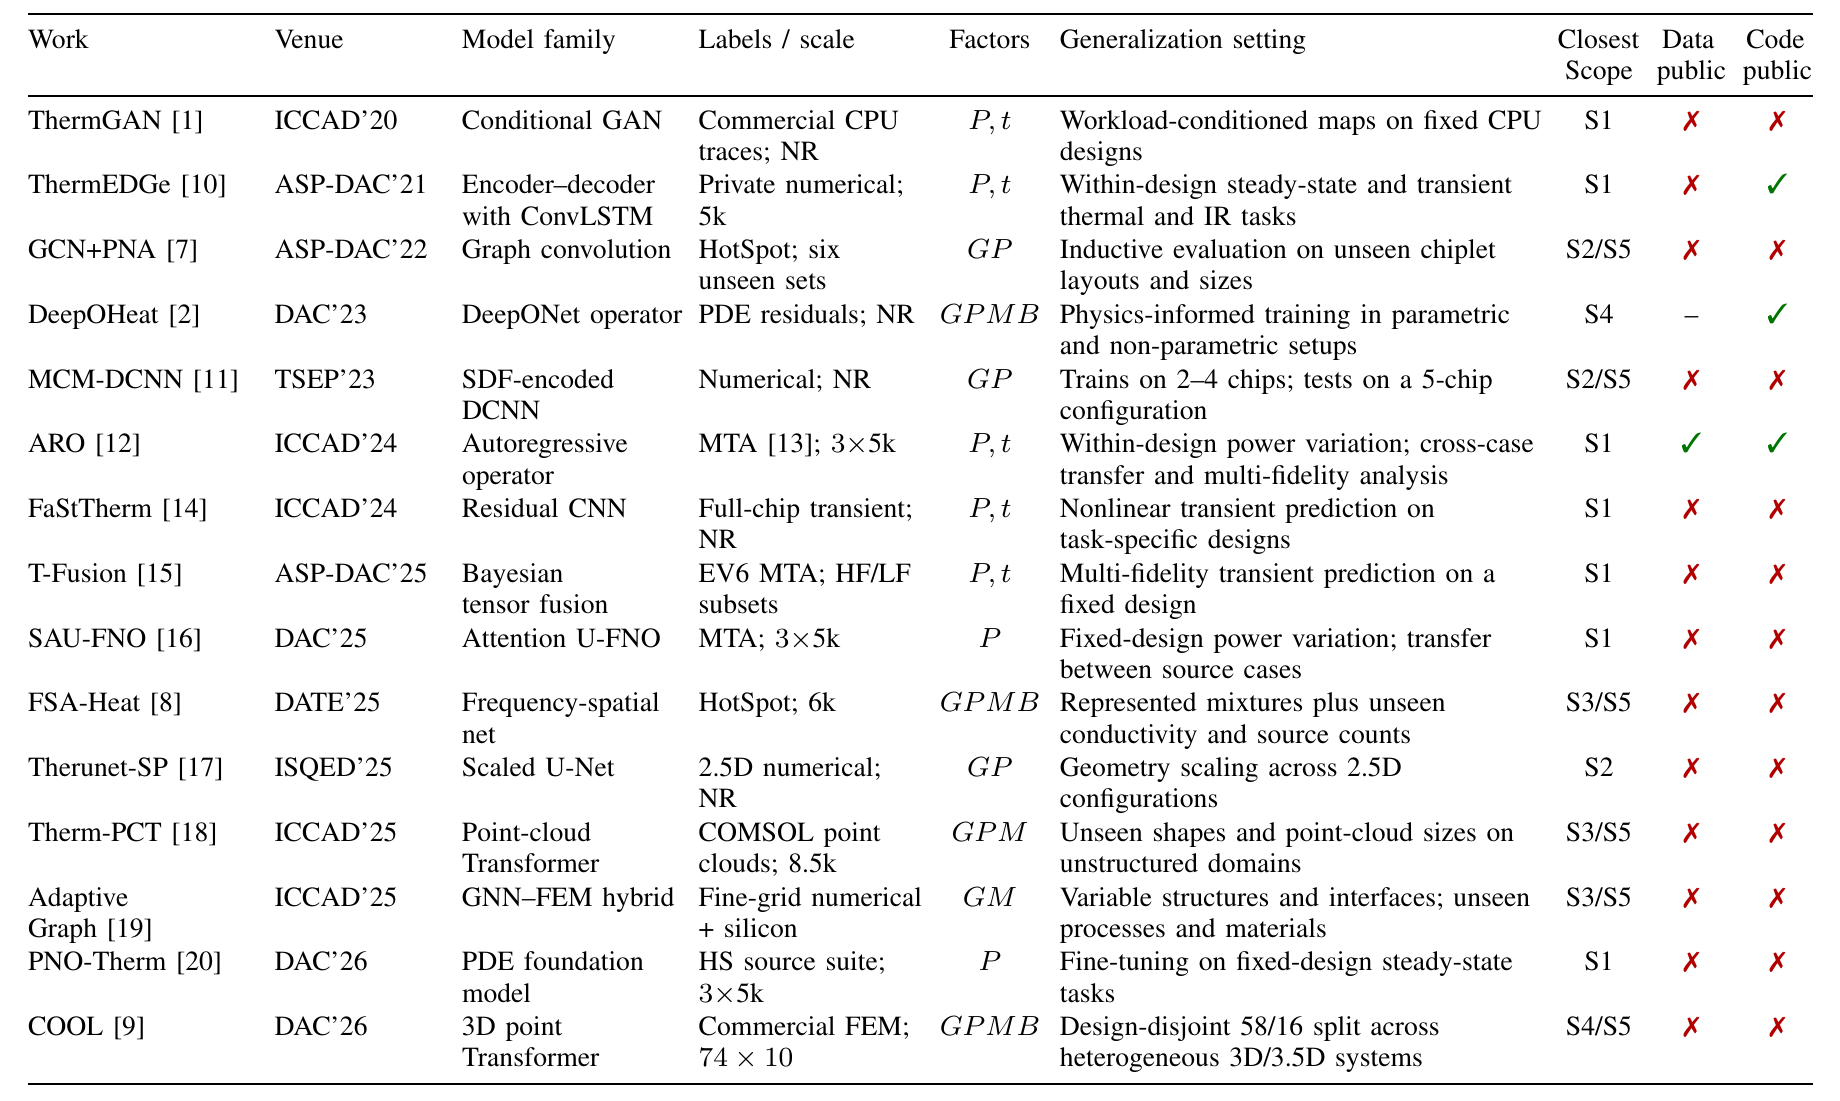 Work Venue Model family Labels / scale Factors Generalization setting Closest Scope Data public Code public
ThermGAN [1] ICCAD’20 Conditional GAN Commercial CPU traces; NR P, t Workload-conditioned maps on fixed CPU designs S1 ✗ ✗
ThermEDGe [10] ASP-DAC’21 Encoder–decoder with ConvLSTM Private numerical; 5k P, t Within-design steady-state and transient thermal and IR tasks S1 ✗ ✓
GCN+PNA [7] ASP-DAC’22 Graph convolution HotSpot; six unseen sets GP Inductive evaluation on unseen chiplet layouts and sizes S2/S5 ✗ ✗
DeepOHeat [2] DAC’23 DeepONet operator PDE residuals; NR GPMB Physics-informed training in parametric and non-parametric setups S4 – ✓
MCM-DCNN [11] TSEP’23 SDF-encoded DCNN Numerical; NR GP Trains on 2–4 chips; tests on a 5-chip configuration S2/S5 ✗ ✗
ARO [12] ICCAD’24 Autoregressive operator MTA [13]; 3×5k P, t Within-design power variation; cross-case transfer and multi-fidelity analysis S1 ✓ ✓
FaStTherm [14] ICCAD’24 Residual CNN Full-chip transient; NR P, t Nonlinear transient prediction on task-specific designs S1 ✗ ✗
T-Fusion [15] ASP-DAC’25 Bayesian tensor fusion EV6 MTA; HF/LF subsets P, t Multi-fidelity transient prediction on a fixed design S1 ✗ ✗
SAU-FNO [16] DAC’25 Attention U-FNO MTA; 3×5k P Fixed-design power variation; transfer between source cases S1 ✗ ✗
FSA-Heat [8] DATE’25 Frequency-spatial net HotSpot; 6k GPMB Represented mixtures plus unseen conductivity and source counts S3/S5 ✗ ✗
Therunet-SP [17] ISQED’25 Scaled U-Net 2.5D numerical; NR GP Geometry scaling across 2.5D configurations S2 ✗ ✗
Therm-PCT [18] ICCAD’25 Point-cloud Transformer COMSOL point clouds; 8.5k GPM Unseen shapes and point-cloud sizes on unstructured domains S3/S5 ✗ ✗
Adaptive Graph [19] ICCAD’25 GNN–FEM hybrid Fine-grid numerical + silicon GM Variable structures and interfaces; unseen processes and materials S3/S5 ✗ ✗
PNO-Therm [20] DAC’26 PDE foundation model HS source suite; 3×5k P Fine-tuning on fixed-design steady-state tasks S1 ✗ ✗
COOL [9] DAC’26 3D point Transformer Commercial FEM; 74 × 10 GPMB Design-disjoint 58/16 split across heterogeneous 3D/3.5D systems S4/S5 ✗ ✗